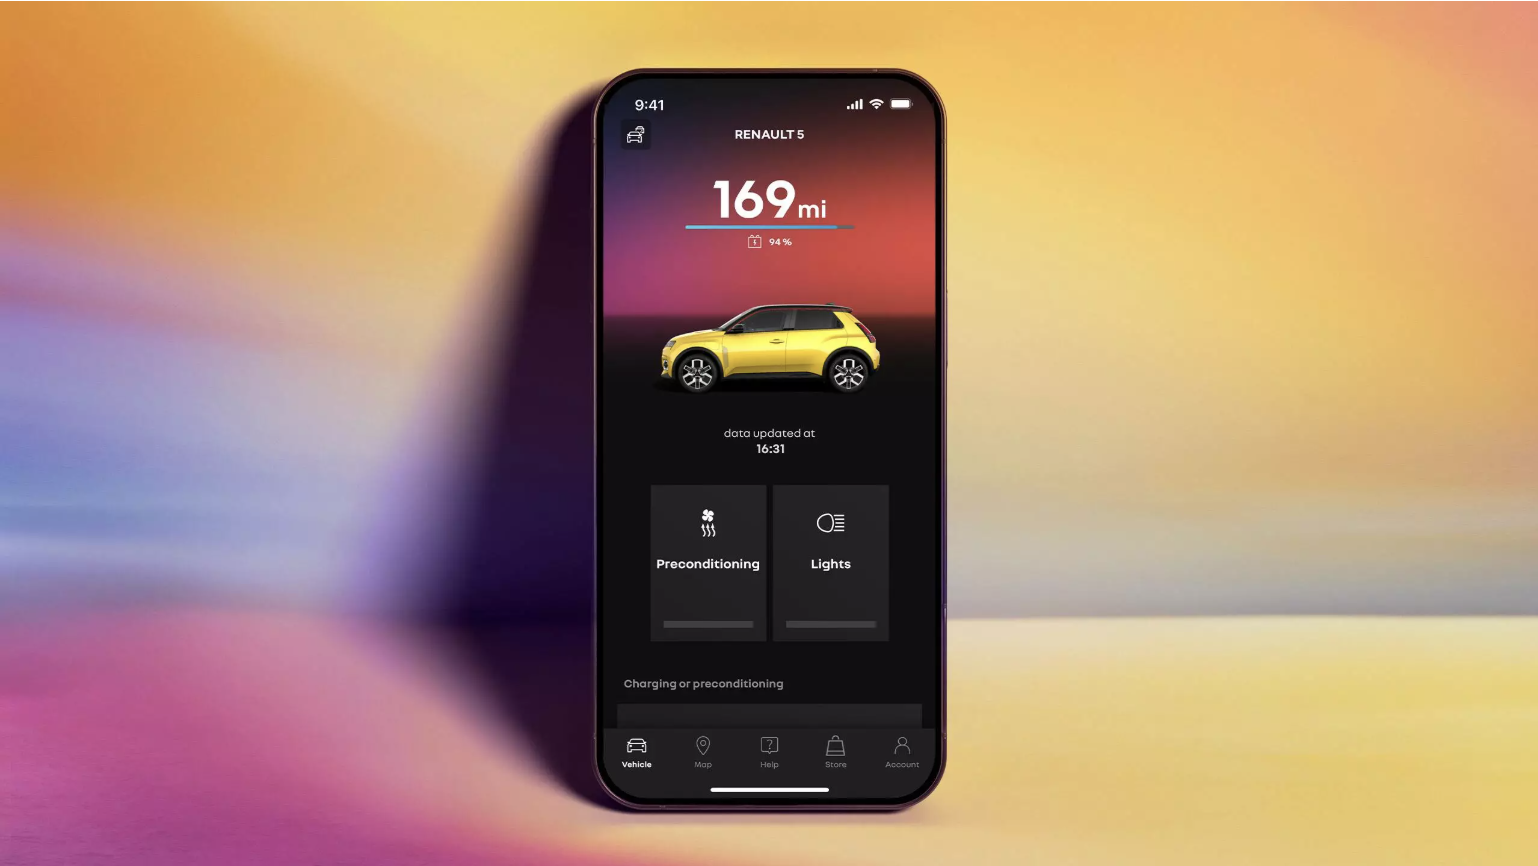 9:41
RENAULT 5
169mi
94 %
data updated at
16:31
Preconditioning
Lights
Charging or preconditioning
Vehicle
Map
Help
Store
Account